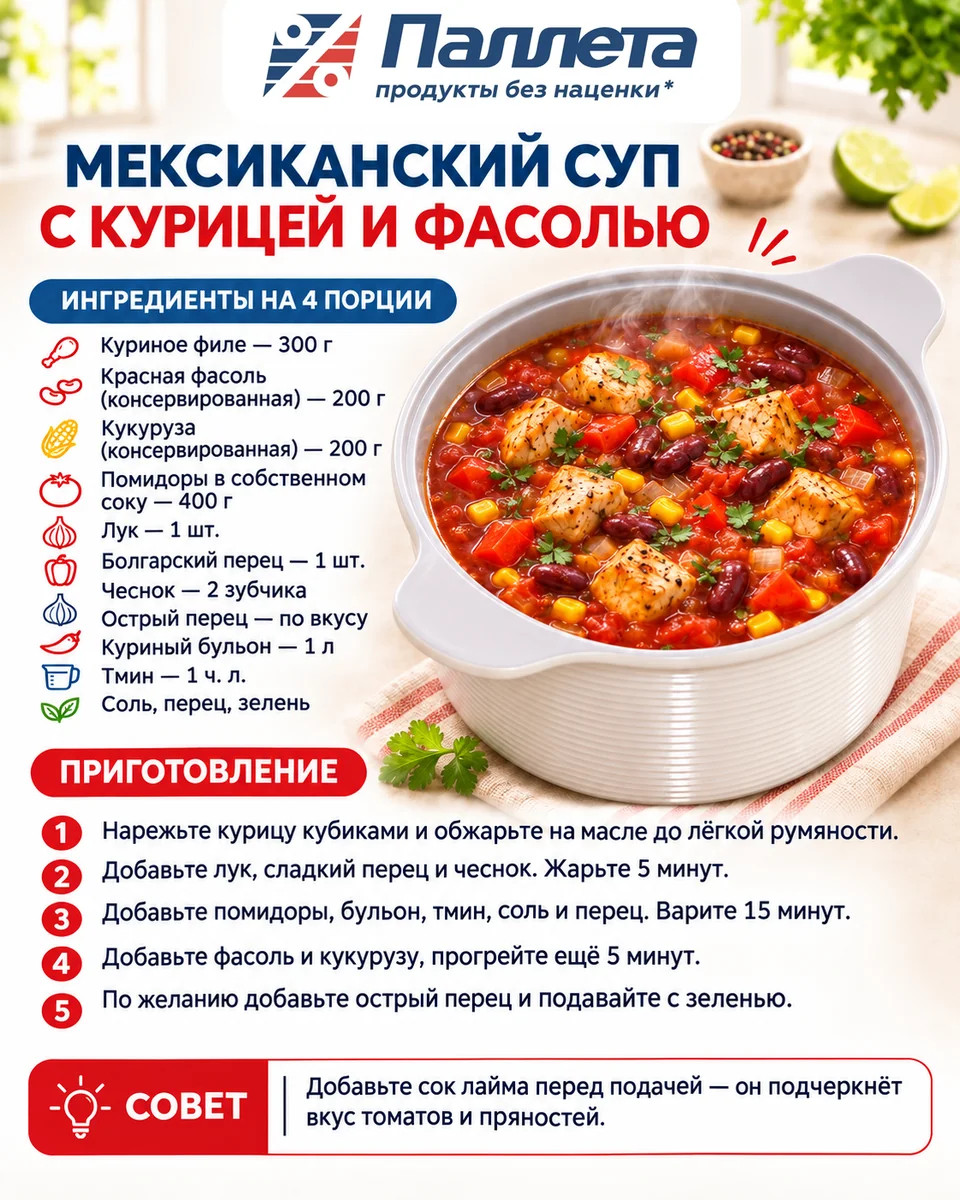 Паллета
продукты без наценки*
МЕКСИКАНСКИЙ СУП
С КУРИЦЕЙ И ФАСОЛЬЮ
ИНГРЕДИЕНТЫ НА 4 ПОРЦИИ
Куриное филе — 300 г
Красная фасоль
(консервированная) — 200 г
Кукуруза
(консервированная) — 200 г
Помидоры в собственном
соку — 400 г
Лук — 1 шт.
Болгарский перец — 1 шт.
Чеснок — 2 зубчика
Острый перец — по вкусу
Куриный бульон — 1 л
Тмин — 1 ч. л.
Соль, перец, зелень
ПРИГОТОВЛЕНИЕ
1 Нарежьте курицу кубиками и обжарьте на масле до лёгкой румяности.
2 Добавьте лук, сладкий перец и чеснок. Жарьте 5 минут.
3 Добавьте помидоры, бульон, тмин, соль и перец. Варите 15 минут.
4 Добавьте фасоль и кукурузу, прогрейте ещё 5 минут.
5 По желанию добавьте острый перец и подавайте с зеленью.
СОВЕТ
Добавьте сок лайма перед подачей — он подчеркнёт
вкус томатов и пряностей.